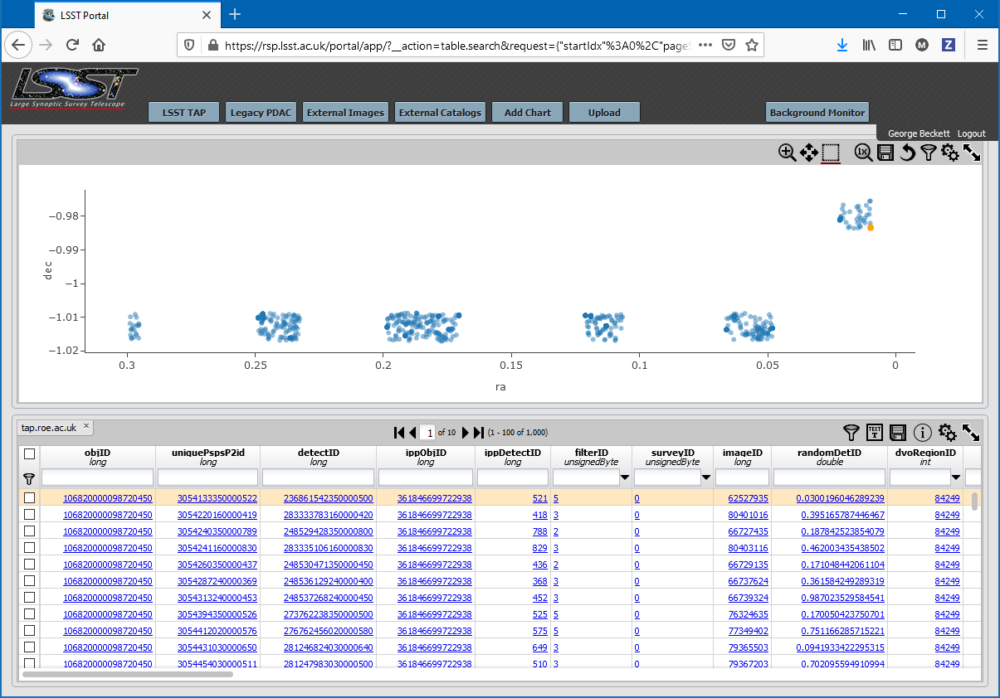 LSST Portal
https://rsp.lsst.ac.uk/portal/app/?__action=table.search&request={"startIdx"%3A0%2C"page
LSST
Large Synoptic Survey Telescope
LSST TAP Legacy PDAC External Images External Catalogs Add Chart Upload Background Monitor
George Beckett Logout
1x
−0.98
−0.99
−1
−1.01
−1.02
dec
0.3 0.25 0.2 0.15 0.1 0.05 0
ra
tap.roe.ac.uk × 1 of 10 (1 - 100 of 1,000) TEXT
objID uniquePspsP2id detectID ippObjID ippDetectID filterID surveyID imageID randomDetID dvoRegionID
long long long long long unsignedByte unsignedByte long double int
106820000098720450 3054133350000522 236861542350000500 361846699722938 521 5 0 62527935 0.0300196046289239 84249
106820000098720450 3054220160000419 283333783160000420 361846699722938 418 3 0 80401016 0.395165787446467 84249
106820000098720450 3054240350000789 248529428350000800 361846699722938 788 2 0 66727435 0.187842523854079 84249
106820000098720450 3054241160000830 283335106160000830 361846699722938 829 3 0 80403116 0.462003435438502 84249
106820000098720450 3054260350000437 248530471350000450 361846699722938 436 2 0 66729135 0.171048442061104 84249
106820000098720450 3054287240000369 248536129240000400 361846699722938 368 3 0 66737624 0.361584249289319 84249
106820000098720450 3054313240000453 248537268240000450 361846699722938 452 3 0 66739324 0.987023529584541 84249
106820000098720450 3054394350000526 273762238350000500 361846699722938 525 5 0 76324635 0.170050423750701 84249
106820000098720450 3054412020000576 276762456020000580 361846699722938 575 5 0 77349402 0.751166285715221 84249
106820000098720450 3054431030000650 281246824030000640 361846699722938 649 3 0 79365503 0.0941933422295315 84249
106820000098720450 3054454030000511 281247983030000500 361846699722938 510 3 0 79367203 0.702095594910994 84249